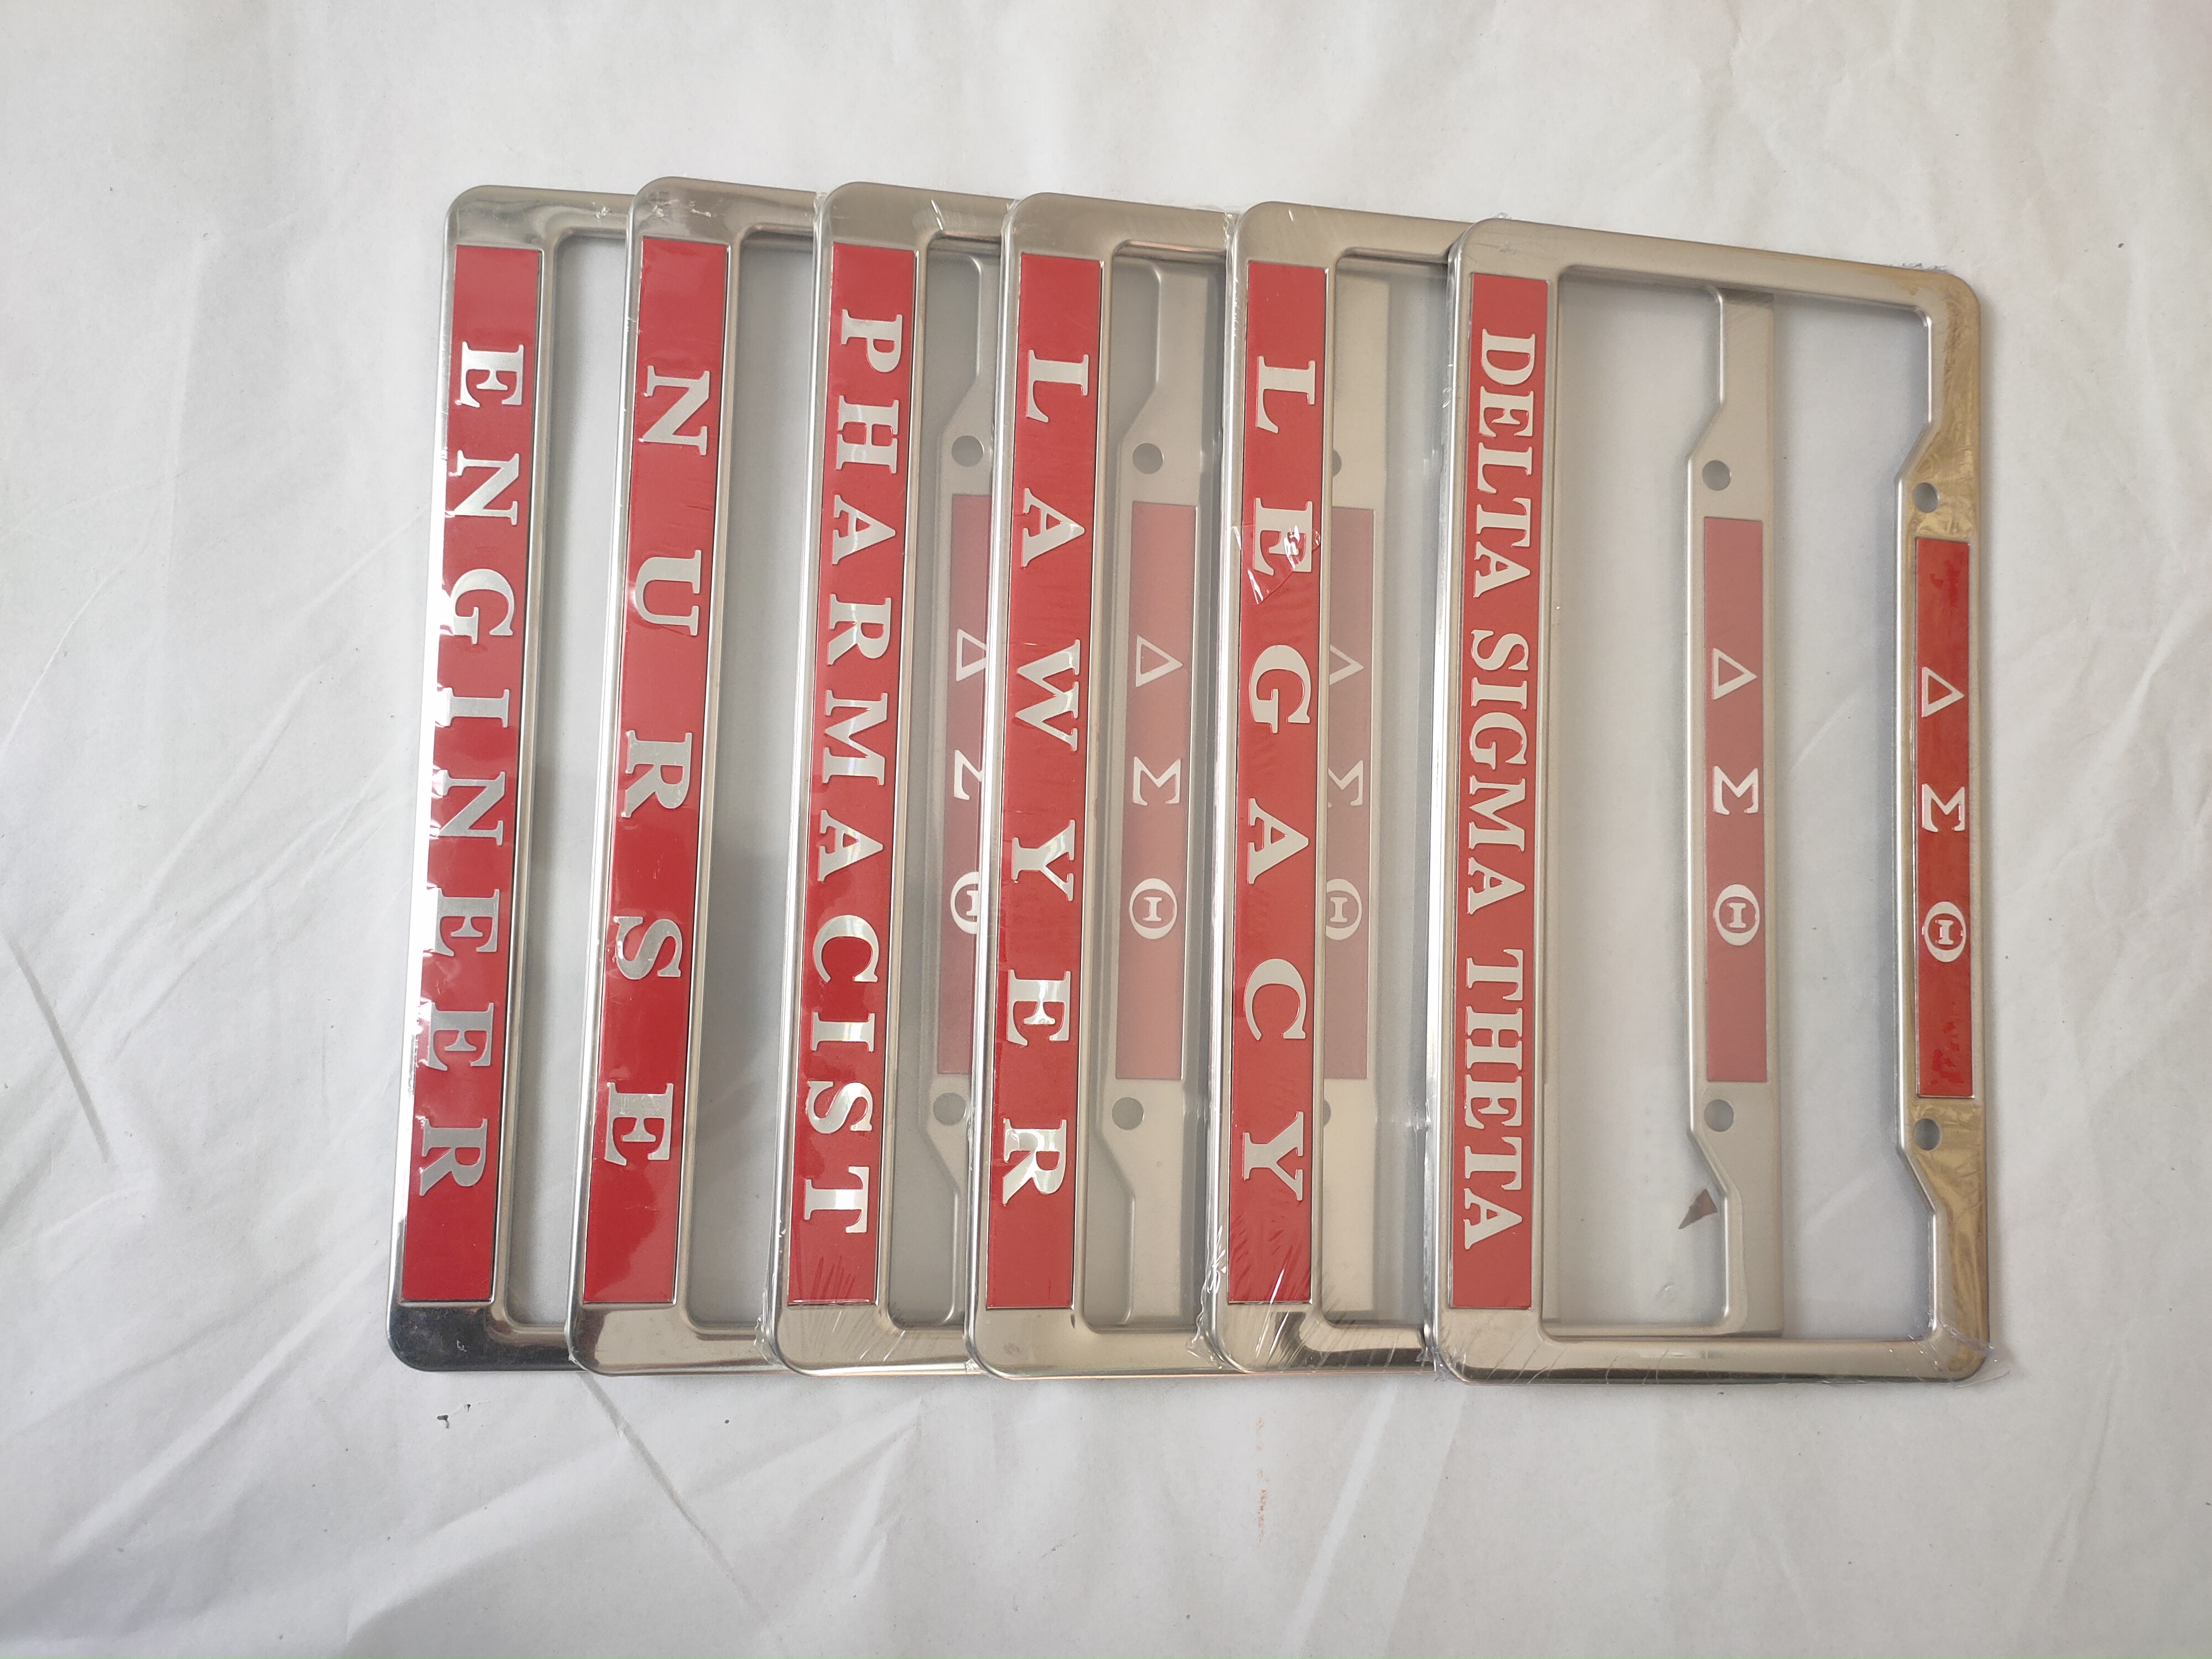 ENGINEER
NURSE
PHARMACIST
ΔΣΘ
LAWYER
ΔΣΘ
LEGACY
ΔΣΘ
DELTA SIGMA THETA
ΔΣΘ
ΔΣΘ